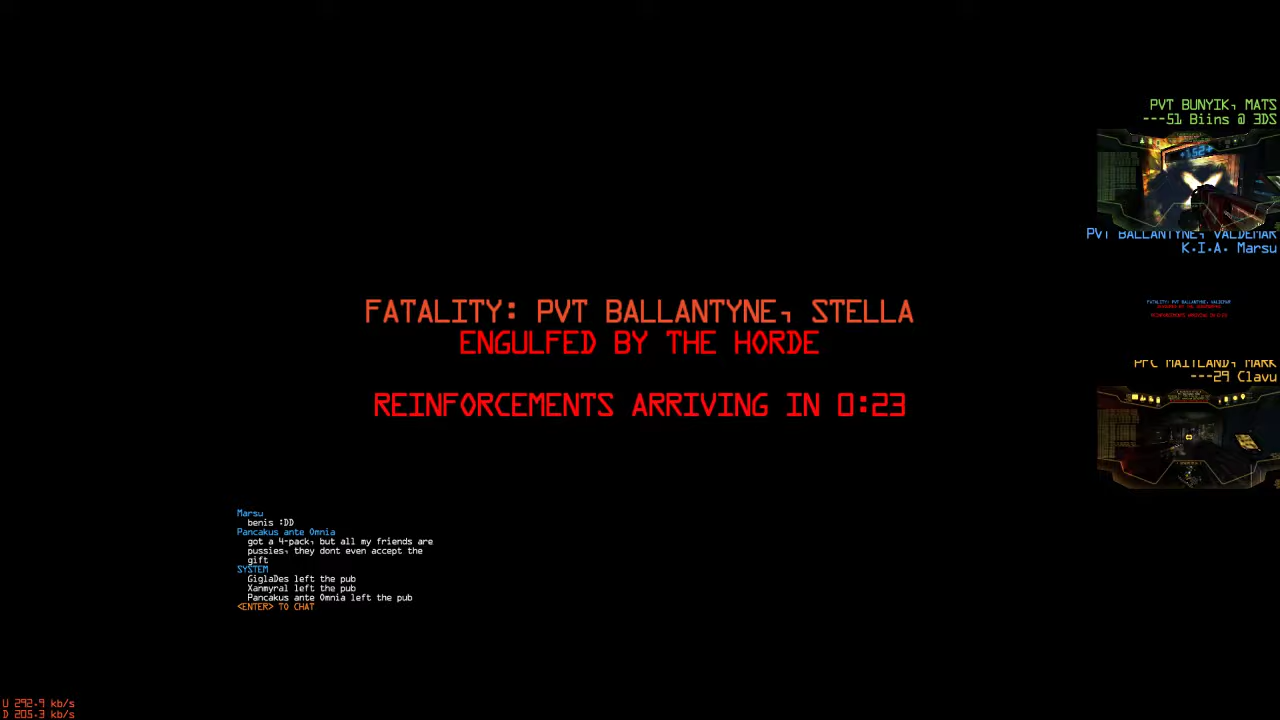 PVT BUNYIK, MATS
---51 Biins @ 3DS
PVT BALLANTYNE, VALDEMAR
K.I.A. Marsu
FATALITY: PVT BALLANTYNE, STELLA
ENGULFED BY THE HORDE
REINFORCEMENTS ARRIVING IN 0:23
PFC MAITLAND, MARK
---29 Clavu
Marsu
benis :DD
Pancakus ante Omnia
got a 4-pack, but all my friends are
pussies, they dont even accept the
gift
SYSTEM
GiglaDes left the pub
Xanmyral left the pub
Pancakus ante Omnia left the pub
<ENTER> TO CHAT
U 292.9 kb/s
D 205.3 kb/s